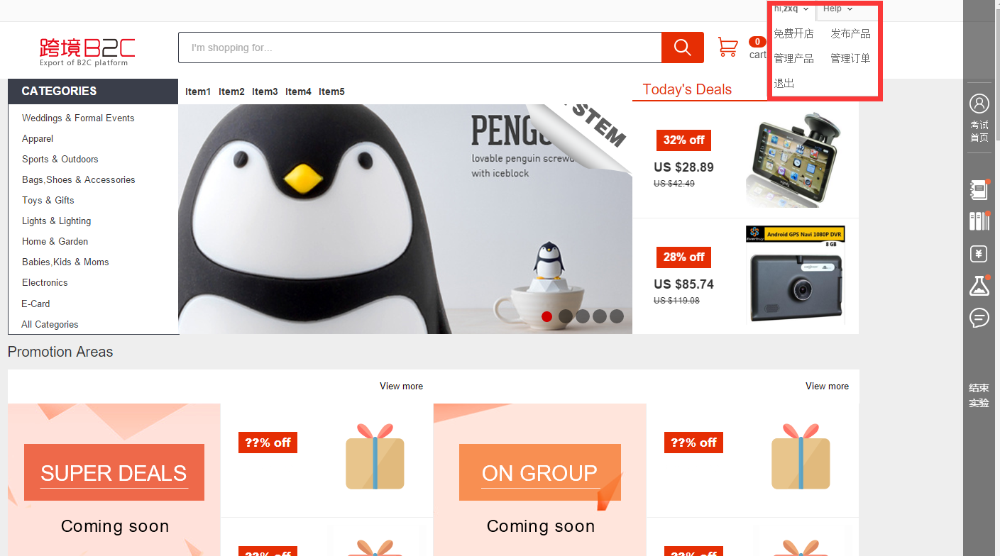 hi,zxq Help
免费开店 发布产品
管理产品 管理订单
退出
跨境B2C
Export of B2C platform
I'm shopping for...
0
cart
CATEGORIES
Weddings & Formal Events
Apparel
Sports & Outdoors
Bags,Shoes & Accessories
Toys & Gifts
Lights & Lighting
Home & Garden
Babies,Kids & Moms
Electronics
E-Card
All Categories
Item1 Item2 Item3 Item4 Item5
lovable penguin
with iceblock
Today's Deals
32% off
US $28.89
US $42.49
28% off
US $85.74
US $119.08
Android GPS Navi 1080P DVR
8 GB
Promotion Areas
View more
SUPER DEALS
Coming soon
??% off
??% off
View more
ON GROUP
Coming soon
??% off
??% off
考试
首页
¥
结束
实验